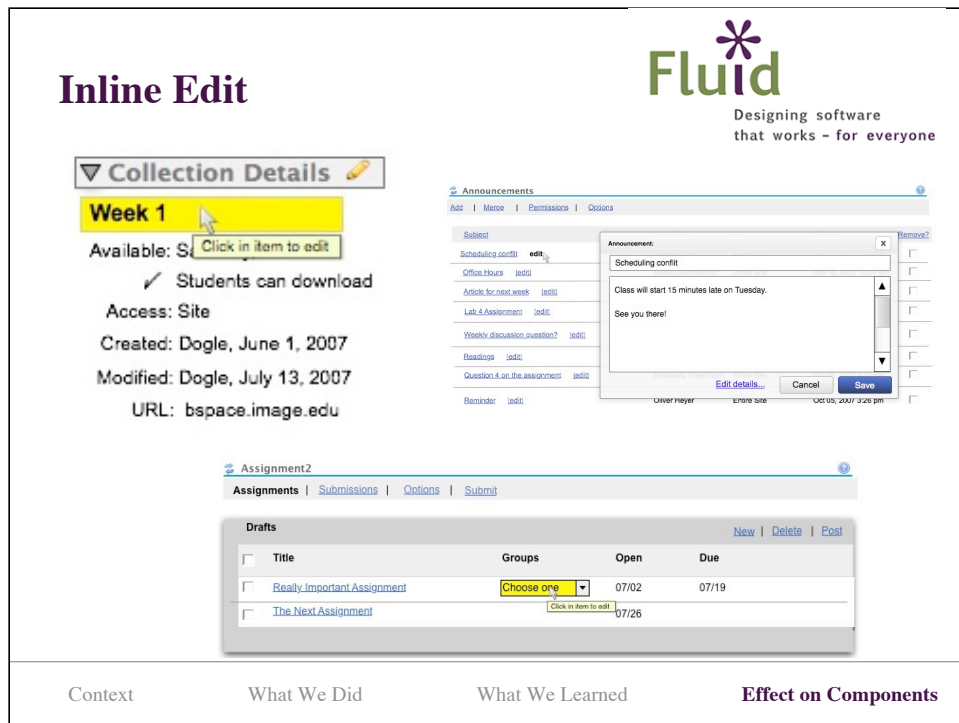 Inline Edit
Fluid
Designing software
that works – for everyone
Collection Details
Week 1
Click in item to edit
Available:
Students can download
Access: Site
Created: Dogle, June 1, 2007
Modified: Dogle, July 13, 2007
URL: bspace.image.edu
Announcements
Add | Merge | Permissions | Options
Subject
Remove?
Scheduling conflit edit
Office Hours [edit]
Article for next week [edit]
Lab 4 Assignment [edit]
Weekly discussion question? [edit]
Readings [edit]
Question 4 on the assignment [edit]
Reminder [edit] Oliver Heyer Entire Site Oct 05, 2007 3:26 pm
Announcement: x
Scheduling conflit
Class will start 15 minutes late on Tuesday.
See you there!
Edit details... Cancel Save
Assignment2
Assignments | Submissions | Options | Submit
Drafts New | Delete | Post
Title Groups Open Due
Really Important Assignment Choose one 07/02 07/19
Click in item to edit
The Next Assignment 07/26
Context What We Did What We Learned Effect on Components